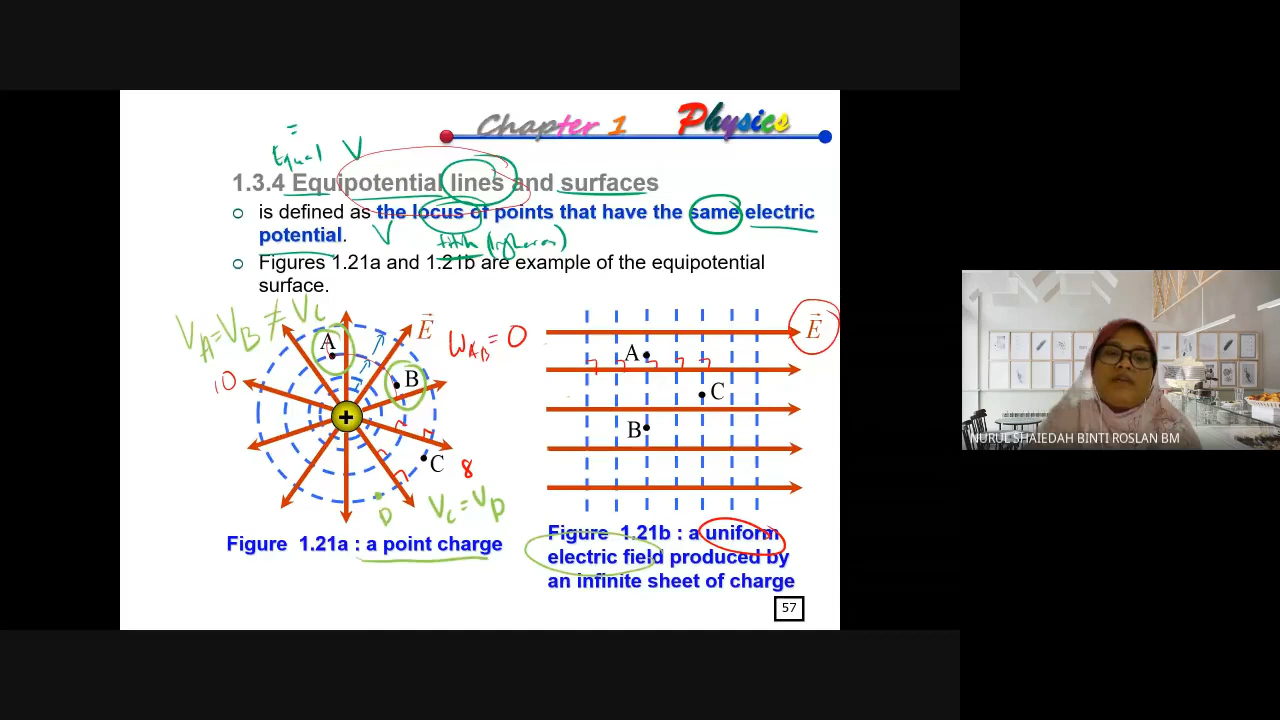 Chapter 1 Physics
=
Equal V
1.3.4 Equipotential lines and surfaces
is defined as the locus of points that have the same electric
potential. V titik
Figures 1.21a and 1.21b are example of the equipotential
surface.
VA = VB ≠ VC
E
E
A
WAB = 0
A
10
B
C
+
B
C
8
D
VC = VD
Figure 1.21a : a point charge
Figure 1.21b : a uniform
electric field produced by
an infinite sheet of charge
57
NURUL SHAIEDAH BINTI ROSLAN BM